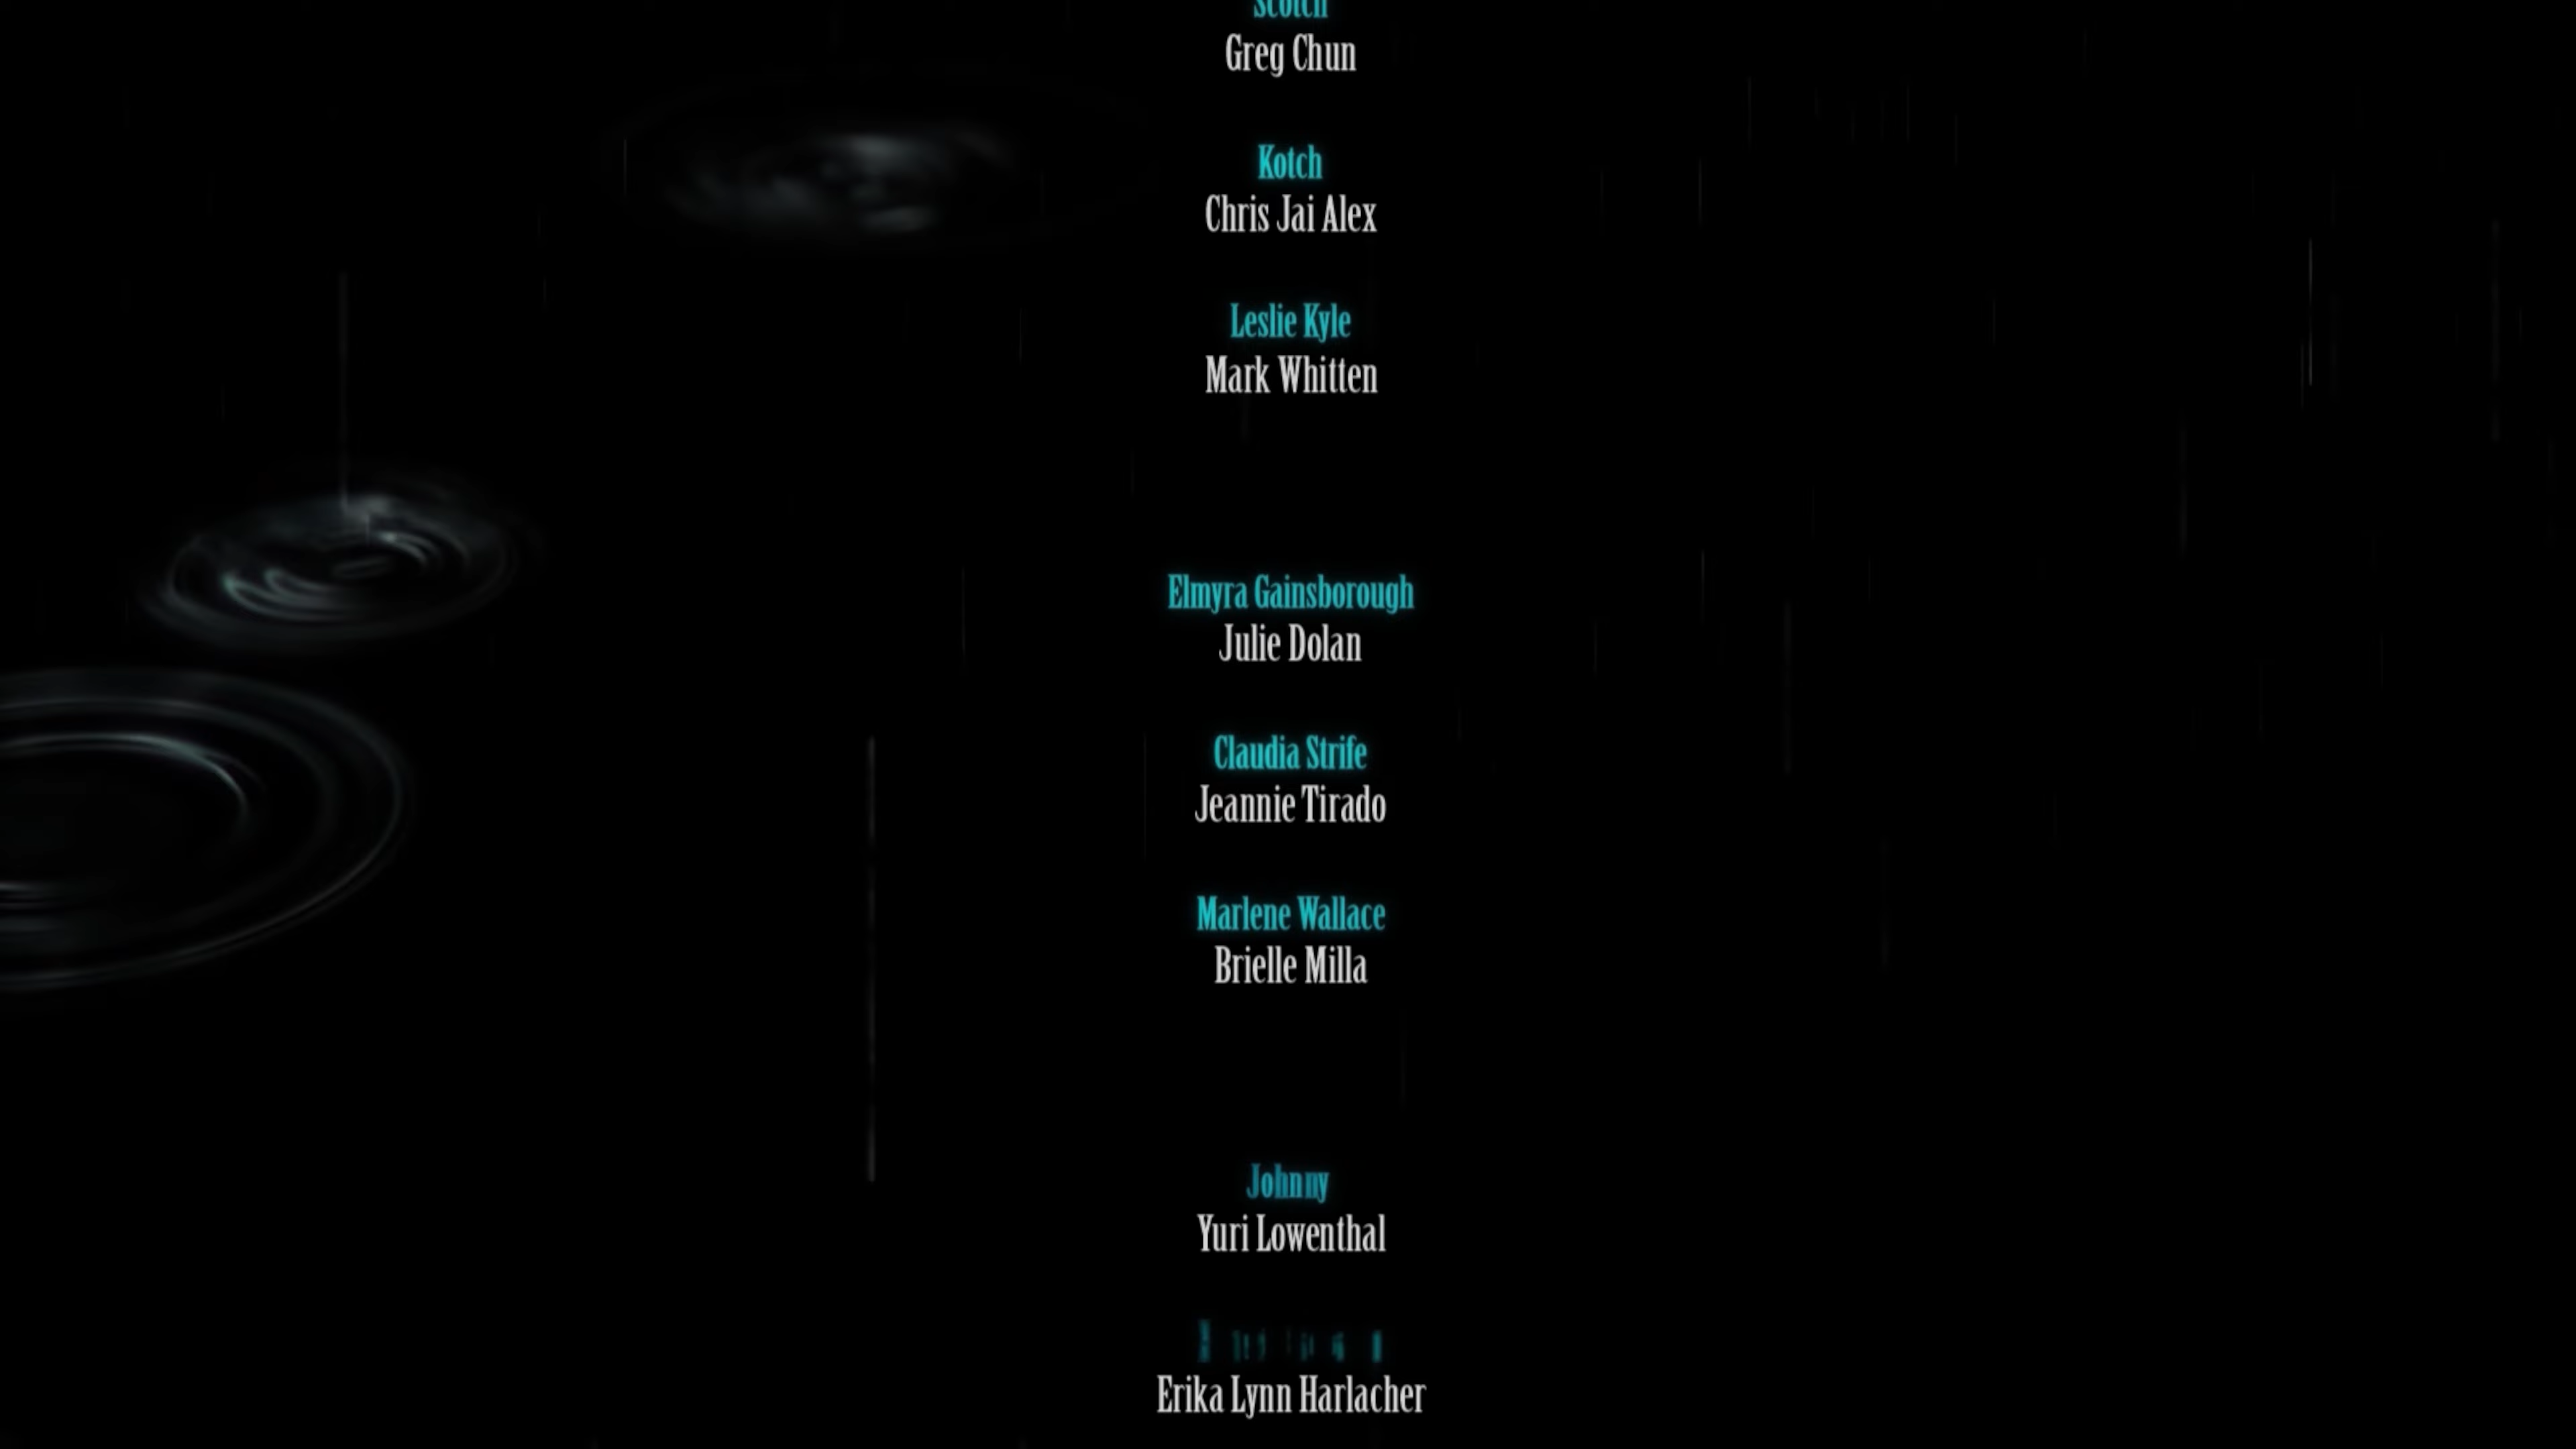 Scotch
Greg Chun
Kotch
Chris Jai Alex
Leslie Kyle
Mark Whitten
Elmyra Gainsborough
Julie Dolan
Claudia Strife
Jeannie Tirado
Marlene Wallace
Brielle Milla
Johnny
Yuri Lowenthal
Erika Lynn Harlacher